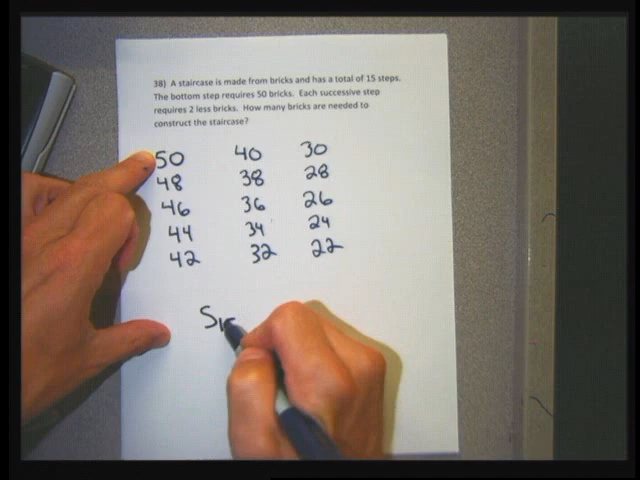 38) A staircase is made from bricks and has a total of 15 steps.
The bottom step requires 50 bricks. Each successive step
requires 2 less bricks. How many bricks are needed to
construct the staircase?
50 40 30
48 38 28
46 36 26
44 34 24
42 32 22